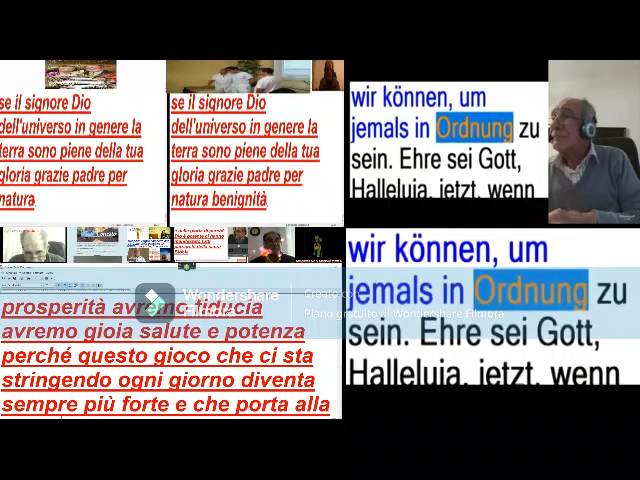 se il signore Dio
dell'universo in genere la
terra sono piene della tua
gloria grazie padre per
natura
se il signore Dio
dell'universo in genere la
terra sono piene della tua
gloria grazie padre per
natura benignità
wir können, um
jemals in Ordnung zu
sein. Ehre sei Gott,
Halleluja, jetzt, wenn
prosperità avremo fiducia
avremo gioia salute e potenza
perché questo gioco che ci sta
stringendo ogni giorno diventa
sempre più forte e che porta alla
wir können, um
jemals in Ordnung zu
sein. Ehre sei Gott,
Halleluja, jetzt, wenn
Wondershare
Filmora
Creato co
Piano gratuito di Wondershare Filmora